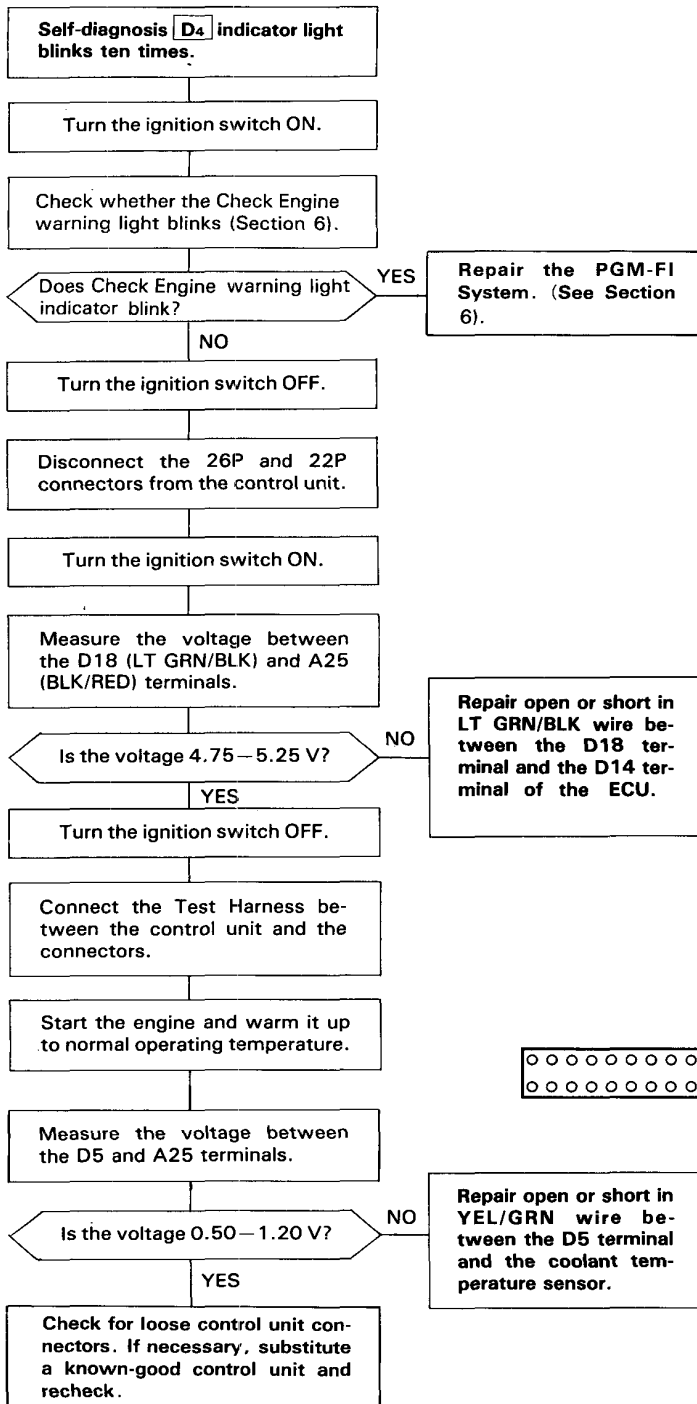 Self-diagnosis D4 indicator light
blinks ten times.
Turn the ignition switch ON.
Check whether the Check Engine
warning light blinks (Section 6).
Does Check Engine warning light
indicator blink?
YES
Repair the PGM-FI
System. (See Section
6).
NO
Turn the ignition switch OFF.
Disconnect the 26P and 22P
connectors from the control unit.
Turn the ignition switch ON.
Measure the voltage between
the D18 (LT GRN/BLK) and A25
(BLK/RED) terminals.
Is the voltage 4.75—5.25 V?
NO
Repair open or short in
LT GRN/BLK wire be-
tween the D18 ter-
minal and the D14 ter-
minal of the ECU.
YES
Turn the ignition switch OFF.
Connect the Test Harness be-
tween the control unit and the
connectors.
Start the engine and warm it up
to normal operating temperature.
Measure the voltage between
the D5 and A25 terminals.
Is the voltage 0.50—1.20 V?
NO
Repair open or short in
YEL/GRN wire be-
tween the D5 terminal
and the coolant tem-
perature sensor.
YES
Check for loose control unit con-
nectors. If necessary, substitute
a known-good control unit and
recheck.